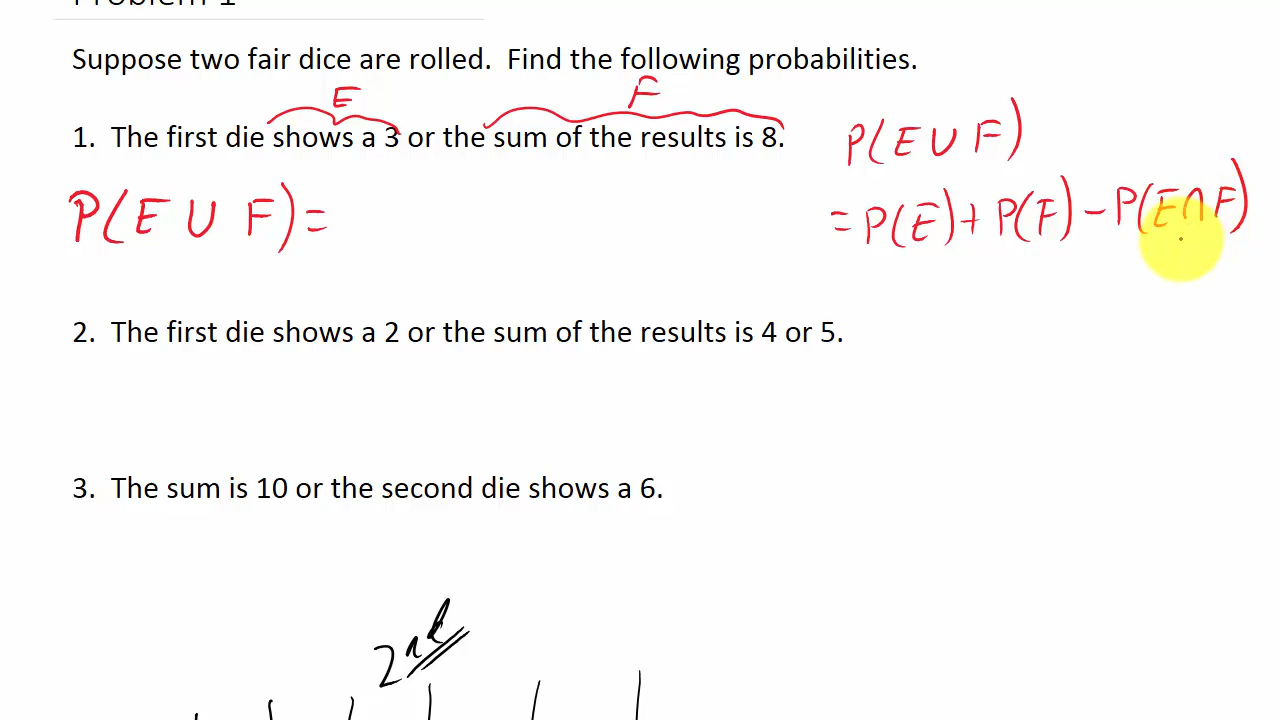 Problem 1
Suppose two fair dice are rolled. Find the following probabilities.
E F
1. The first die shows a 3 or the sum of the results is 8. P(E ∪ F)
P(E ∪ F) = = P(E) + P(F) – P(E ∩ F)
2. The first die shows a 2 or the sum of the results is 4 or 5.
3. The sum is 10 or the second die shows a 6.
2nd